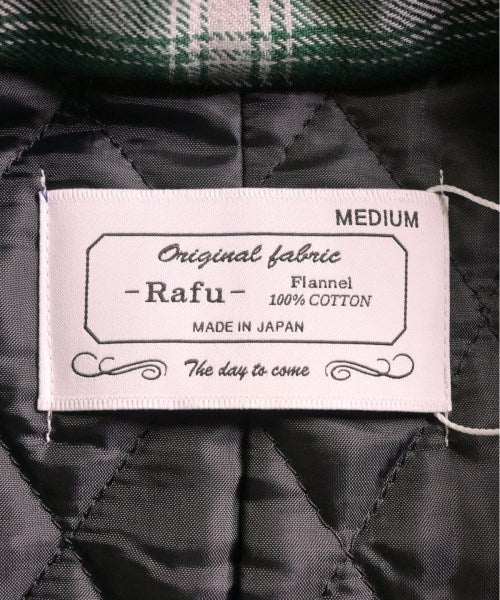 MEDIUM
Original fabric
- Rafu -
Flannel
100% COTTON
MADE IN JAPAN
The day to come